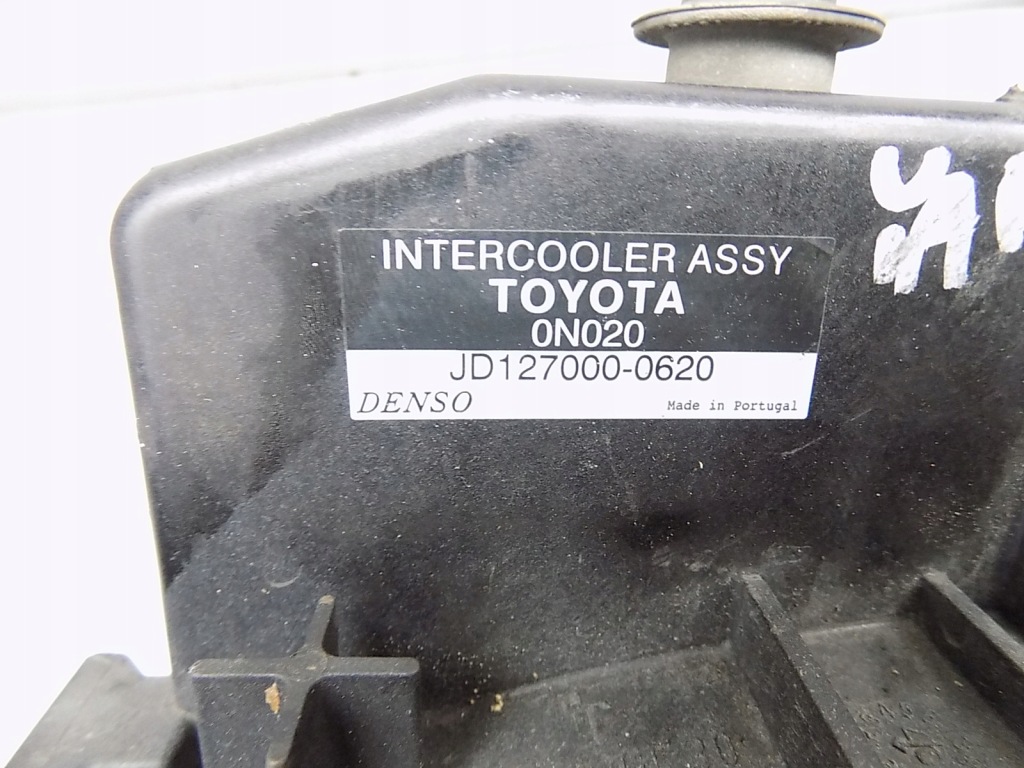 INTERCOOLER ASSY
TOYOTA
0N020
JD127000-0620
DENSO
Made in Portugal